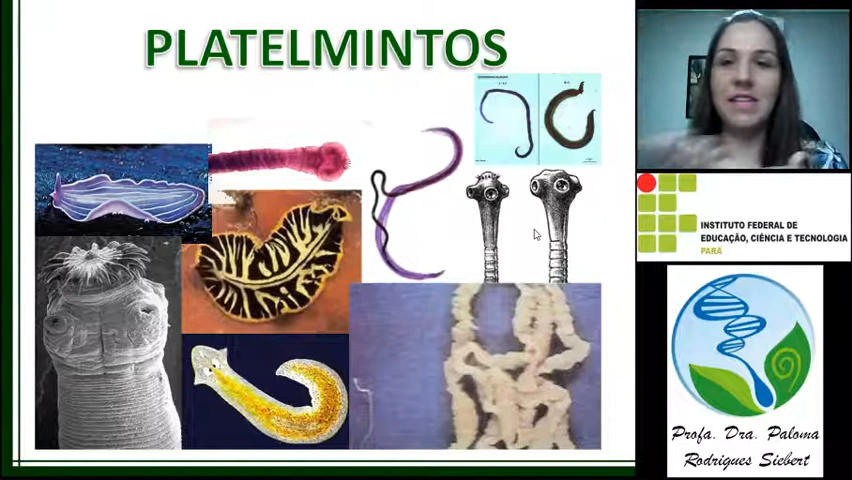 PLATELMINTOS
INSTITUTO FEDERAL DE
EDUCAÇÃO, CIÊNCIA E TECNOLOGIA
PARÁ
Profa. Dra. Paloma
Rodrigues Siebert